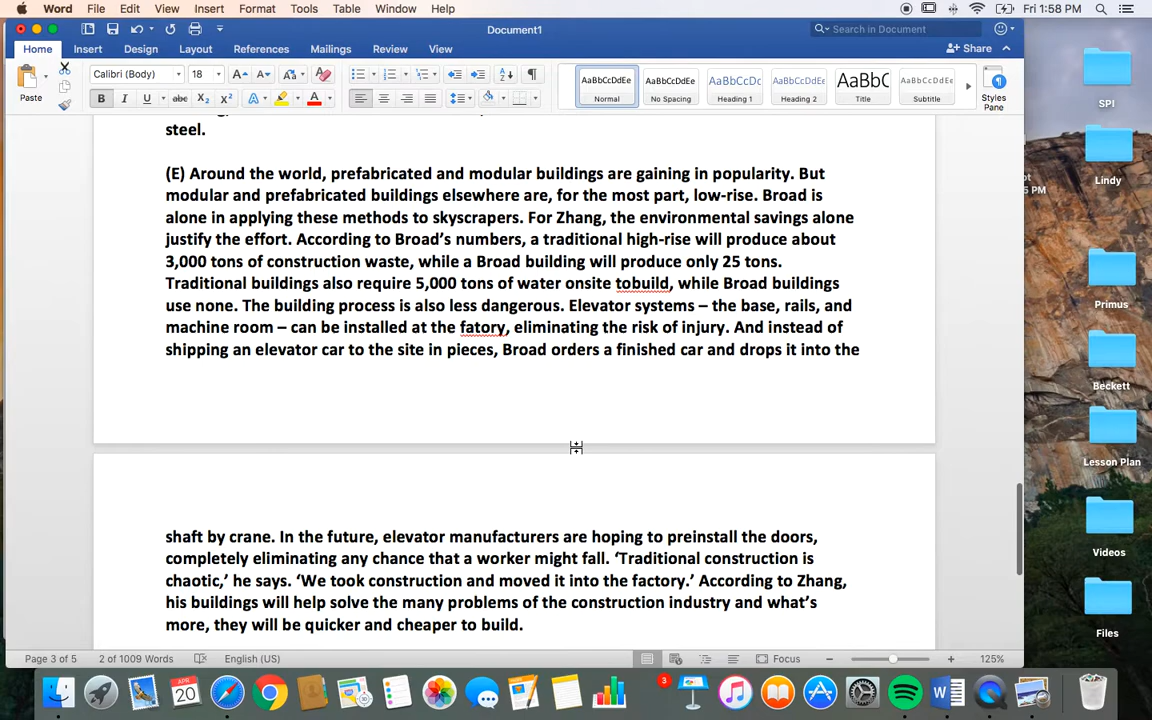 Word File Edit View Insert Format Tools Table Window Help Fri 1:58 PM
Document1
Search in Document
Home Insert Design Layout References Mailings Review View Share
Paste
Calibri (Body) 18
AaBbCcDdEe Normal
AaBbCcDdEe No Spacing
AaBbCcDc Heading 1
AaBbCcDdEe Heading 2
AaBbC Title
AaBbCcDdEe Subtitle
Styles Pane
steel.
(E) Around the world, prefabricated and modular buildings are gaining in popularity. But
modular and prefabricated buildings elsewhere are, for the most part, low-rise. Broad is
alone in applying these methods to skyscrapers. For Zhang, the environmental savings alone
justify the effort. According to Broad’s numbers, a traditional high-rise will produce about
3,000 tons of construction waste, while a Broad building will produce only 25 tons.
Traditional buildings also require 5,000 tons of water onsite tobuild, while Broad buildings
use none. The building process is also less dangerous. Elevator systems – the base, rails, and
machine room – can be installed at the fatory, eliminating the risk of injury. And instead of
shipping an elevator car to the site in pieces, Broad orders a finished car and drops it into the
shaft by crane. In the future, elevator manufacturers are hoping to preinstall the doors,
completely eliminating any chance that a worker might fall. ‘Traditional construction is
chaotic,’ he says. ‘We took construction and moved it into the factory.’ According to Zhang,
his buildings will help solve the many problems of the construction industry and what’s
more, they will be quicker and cheaper to build.
Page 3 of 5 2 of 1009 Words English (US) Focus 125%
SPI
Lindy
5 PM
Primus
Beckett
Lesson Plan
Videos
Files
APR
20
3